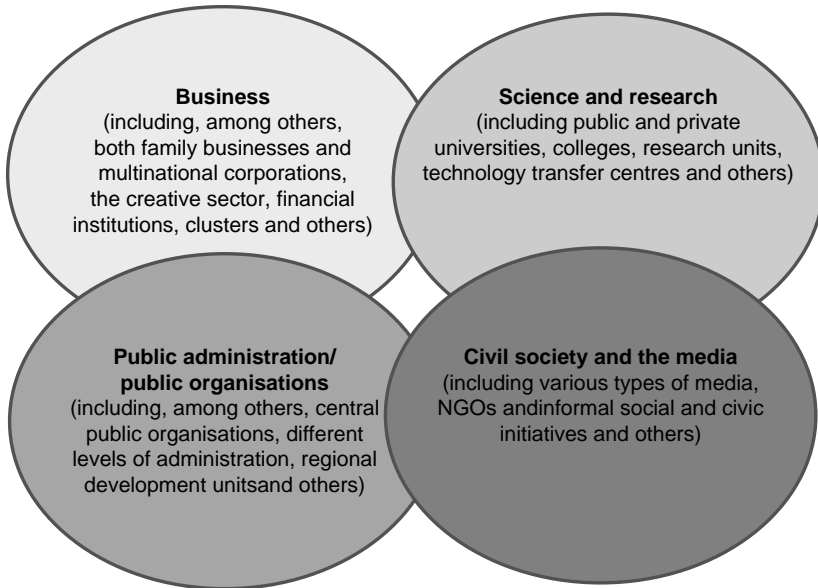 Business
(including, among others,
both family businesses and
multinational corporations,
the creative sector, financial
institutions, clusters and others)
Science and research
(including public and private
universities, colleges, research units,
technology transfer centres and others)
Public administration/
public organisations
(including, among others, central
public organisations, different
levels of administration, regional
development unitsand others)
Civil society and the media
(including various types of media,
NGOs andinformal social and civic
initiatives and others)